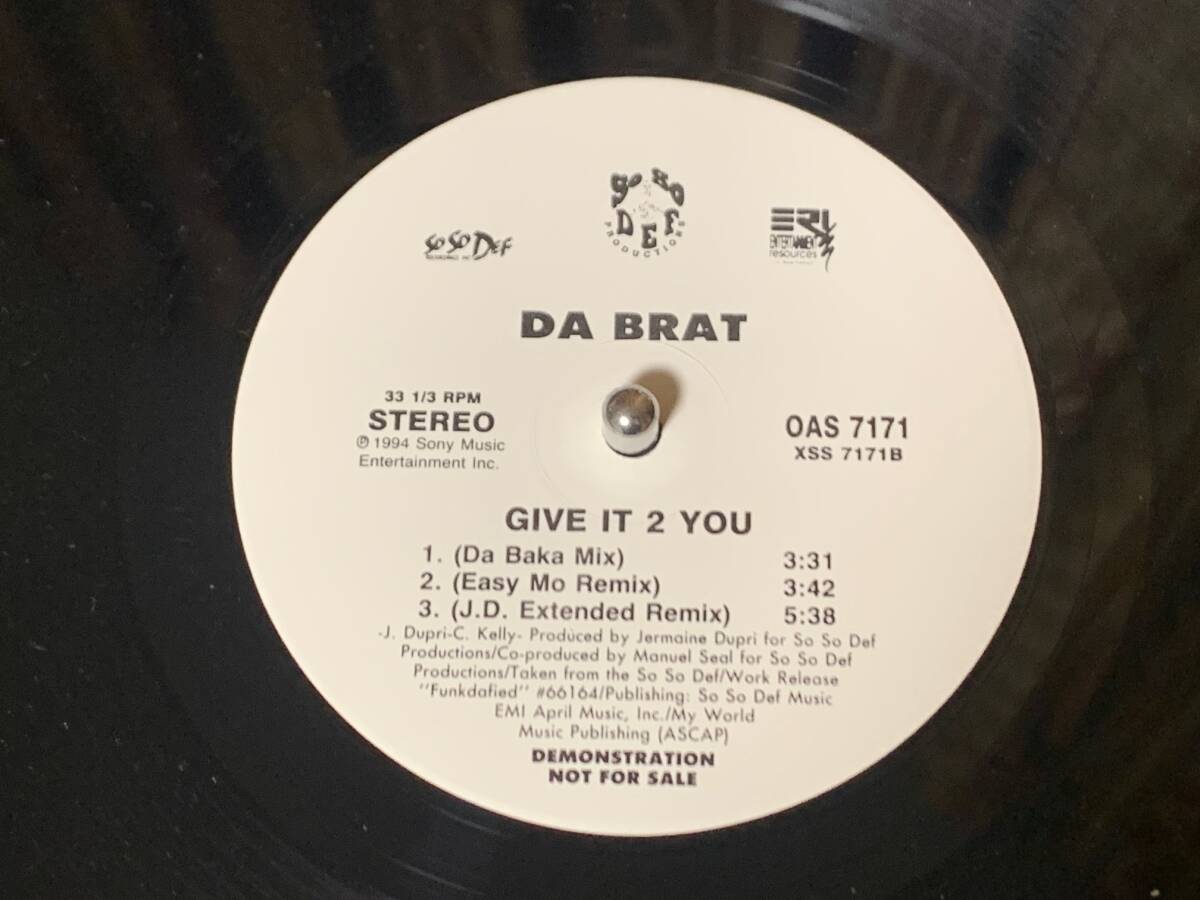 SO SO DEF
PRODUCTIONS
SO SO DEF
RECORDINGS INC
ERI
ENTERTAINMENT
resources
DA BRAT
33 1/3 RPM
STEREO
℗ 1994 Sony Music
Entertainment Inc.
OAS 7171
XSS 7171B
GIVE IT 2 YOU
1. (Da Baka Mix) 3:31
2. (Easy Mo Remix) 3:42
3. (J.D. Extended Remix) 5:38
-J. Dupri-C. Kelly- Produced by Jermaine Dupri for So So Def
Productions/Co-produced by Manuel Seal for So So Def
Productions/Taken from the So So Def/Work Release
"Funkdafied" #66164/Publishing: So So Def Music
EMI April Music, Inc./My World
Music Publishing (ASCAP)
DEMONSTRATION
NOT FOR SALE